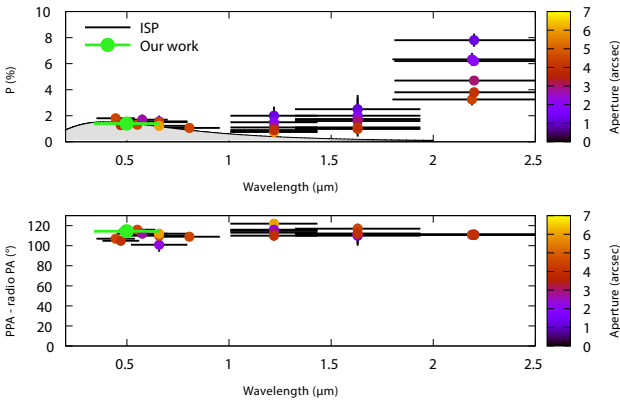 10
8
6
4
2
0
P (%)
ISP
Our work
0.5 1 1.5 2 2.5
Wavelength (µm)
7
6
5
4
3
2
1
0
Aperture (arcsec)
120
100
80
60
40
20
0
PPA - radio PA (°)
0.5 1 1.5 2 2.5
Wavelength (µm)
7
6
5
4
3
2
1
0
Aperture (arcsec)